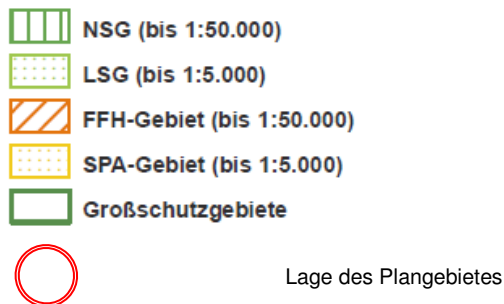 NSG (bis 1:50.000)
LSG (bis 1:5.000)
FFH-Gebiet (bis 1:50.000)
SPA-Gebiet (bis 1:5.000)
Großschutzgebiete
Lage des Plangebietes